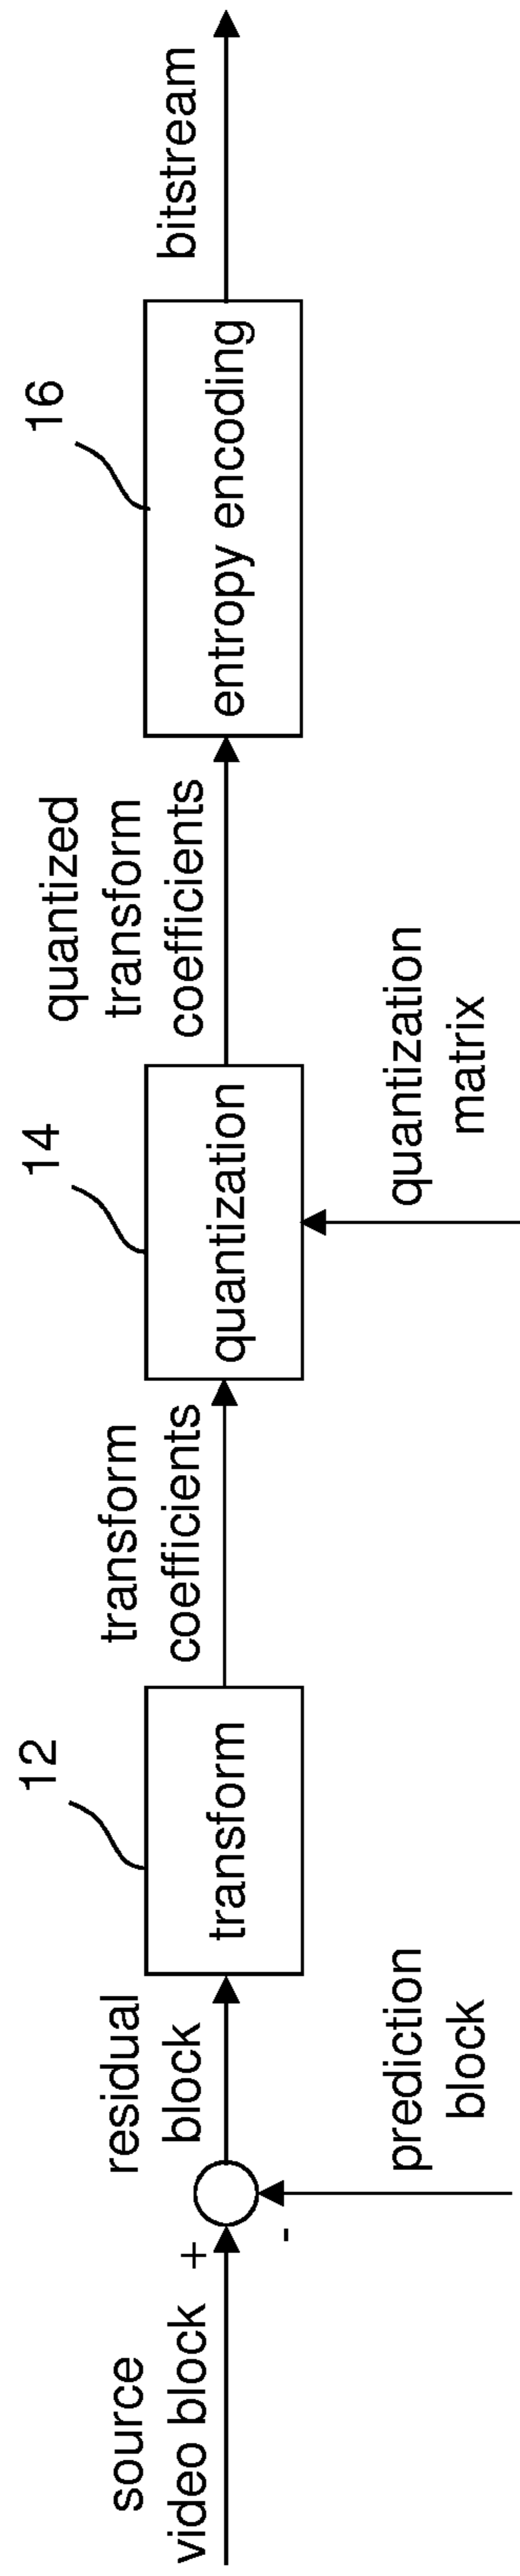 source
video block
+
-
prediction
block
residual
block
12
transform
transform
coefficients
14
quantization
quantization
matrix
quantized
transform
coefficients
16
entropy encoding
bitstream